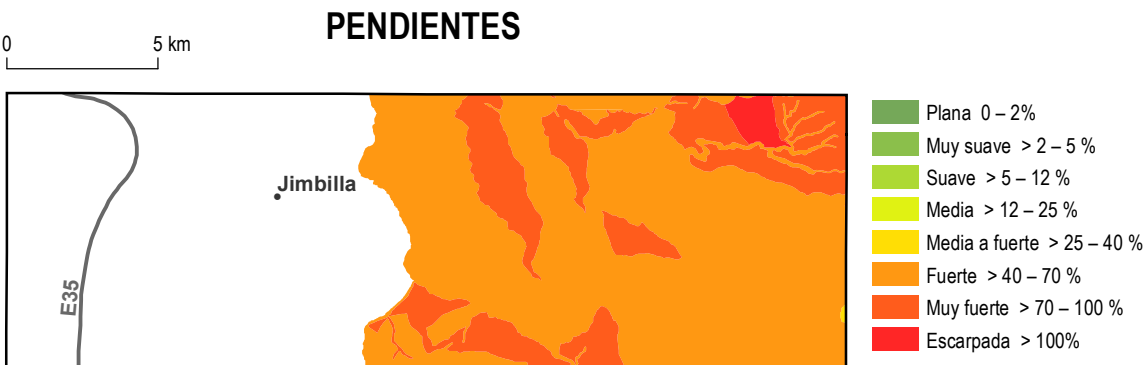 PENDIENTES
0 5 km
Jimbilla
E35
Plana 0 – 2%
Muy suave > 2 – 5 %
Suave > 5 – 12 %
Media > 12 – 25 %
Media a fuerte > 25 – 40 %
Fuerte > 40 – 70 %
Muy fuerte > 70 – 100 %
Escarpada > 100%